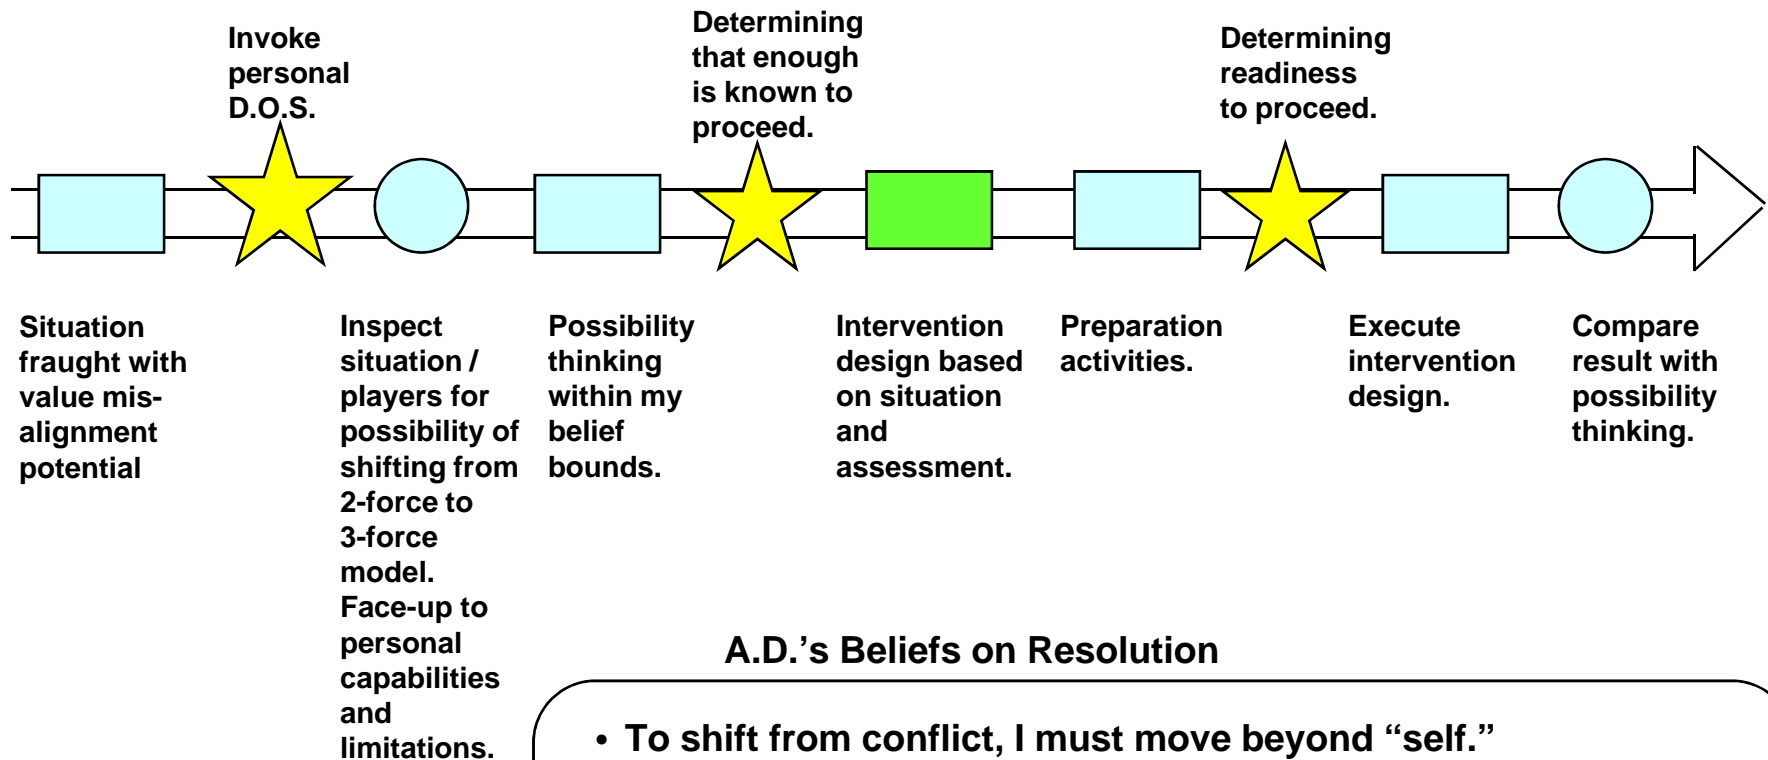 Invoke
personal
D.O.S.
Determining
that enough
is known to
proceed.
Determining
readiness
to proceed.
Situation
fraught with
value mis-
alignment
potential
Inspect
situation /
players for
possibility of
shifting from
2-force to
3-force
model.
Face-up to
personal
capabilities
and
limitations.
Possibility
thinking
within my
belief
bounds.
Intervention
design based
on situation
and
assessment.
Preparation
activities.
Execute
intervention
design.
Compare
result with
possibility
thinking.
A.D.’s Beliefs on Resolution
• To shift from conflict, I must move beyond “self.”